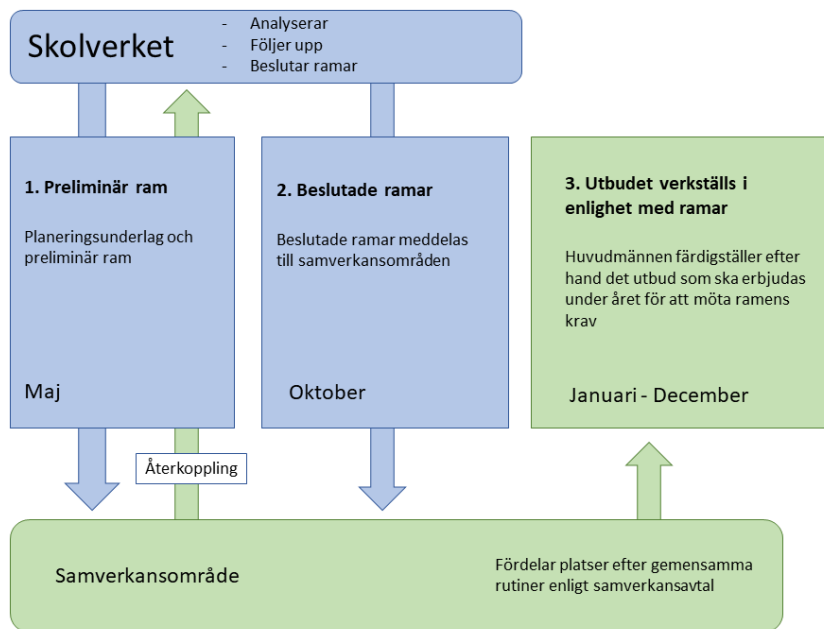 Skolverket
- Analyserar
- Följer upp
- Beslutar ramar
1. Preliminär ram
Planeringsunderlag och
preliminär ram
Maj
2. Beslutade ramar
Beslutade ramar meddelas
till samverkansområden
Oktober
3. Utbudet verkställs i
enlighet med ramar
Huvudmännen färdigställer efter
hand det utbud som ska erbjudas
under året för att möta ramens
krav
Januari - December
Återkoppling
Samverkansområde
Fördelar platser efter gemensamma
rutiner enligt samverkansavtal